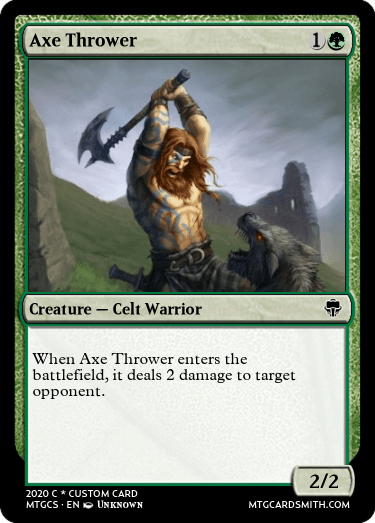 Axe Thrower 1
Creature — Celt Warrior
When Axe Thrower enters the
battlefield, it deals 2 damage to target
opponent.
2/2
2020 C * CUSTOM CARD
MTGCS • EN Unknown
MTGCARDSMITH.COM